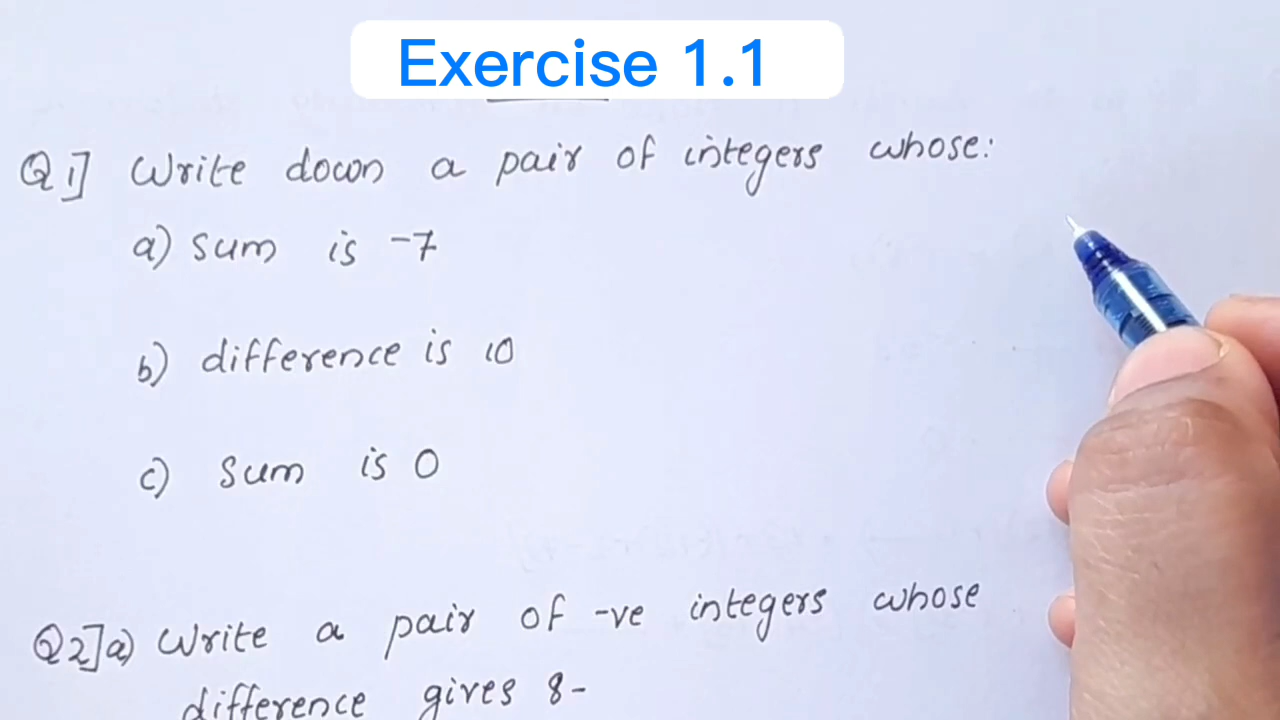 Exercise 1.1
Q1] Write down a pair of integers whose:
a) sum is -7
b) difference is 10
c) sum is 0
Q2]a) Write a pair of -ve integers whose
difference gives 8-